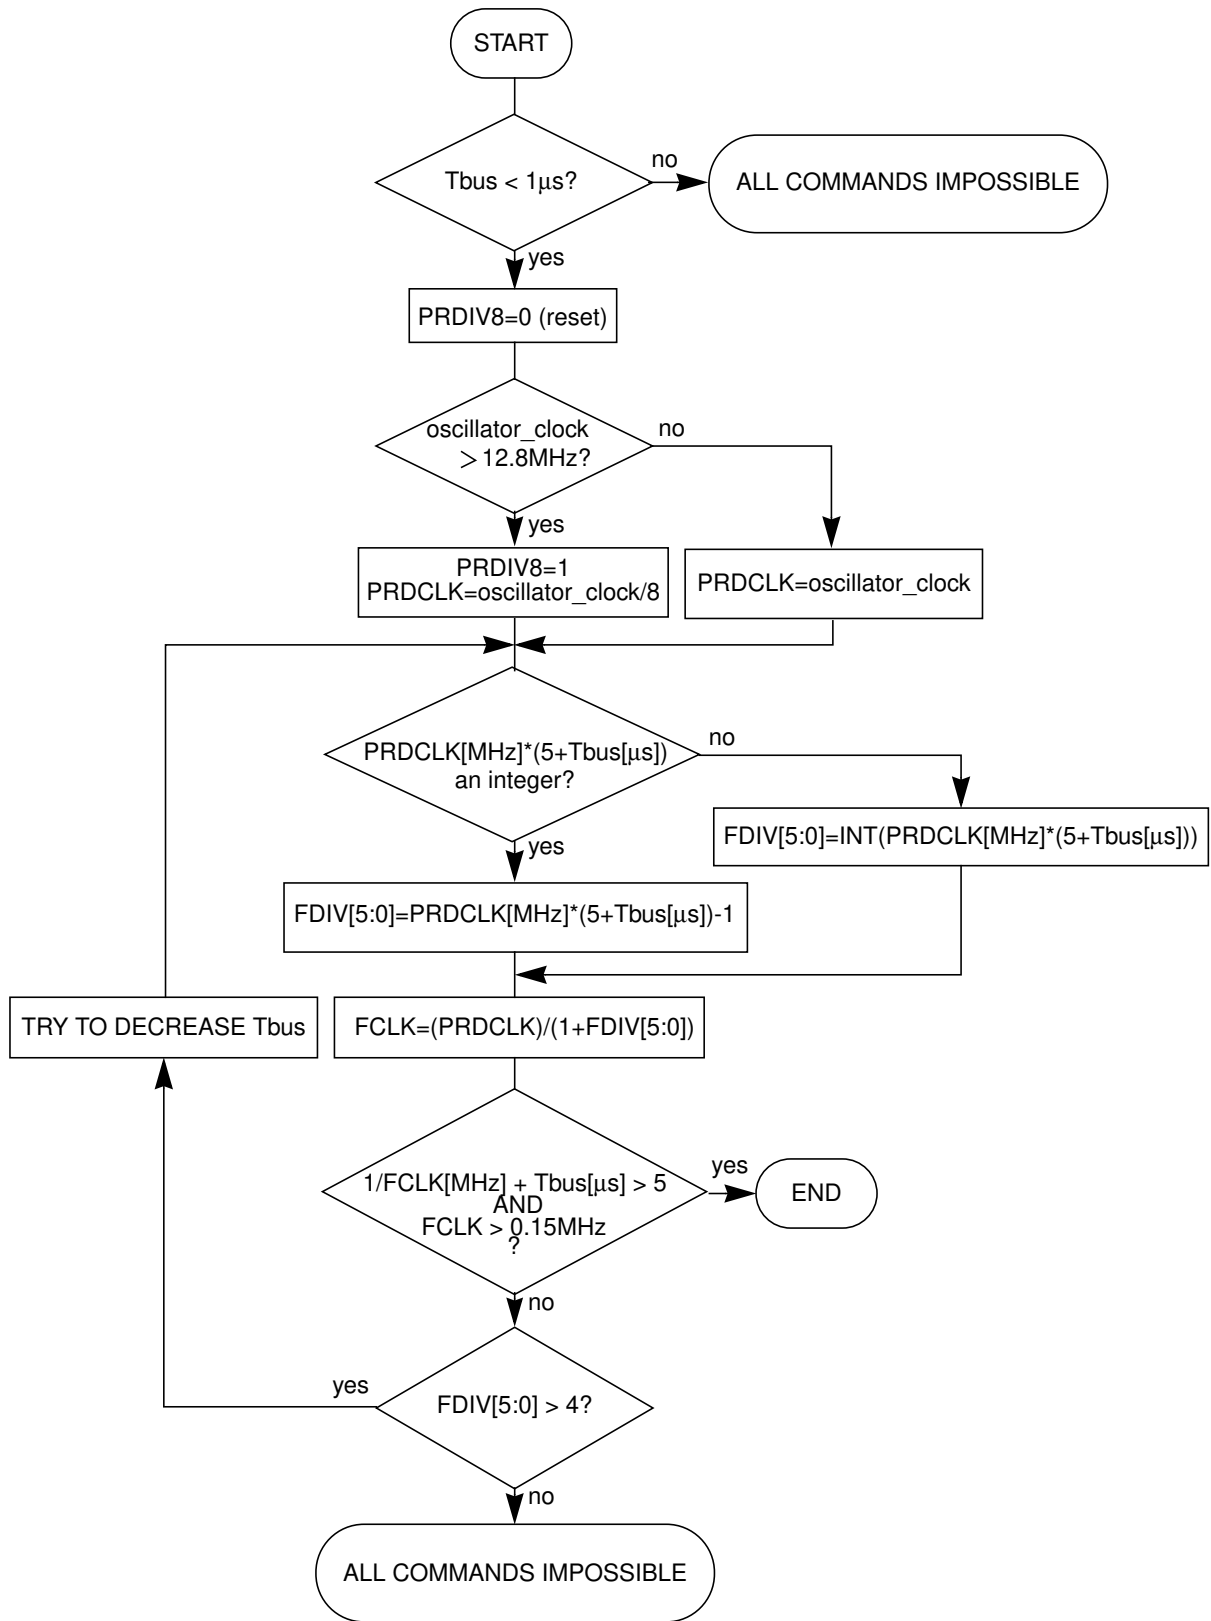 START
Tbus < 1μs?
no
ALL COMMANDS IMPOSSIBLE
yes
PRDIV8=0 (reset)
oscillator_clock
> 12.8MHz?
no
yes
PRDIV8=1
PRDCLK=oscillator_clock/8
PRDCLK=oscillator_clock
PRDCLK[MHz]*(5+Tbus[μs])
an integer?
no
yes
FDIV[5:0]=INT(PRDCLK[MHz]*(5+Tbus[μs]))
FDIV[5:0]=PRDCLK[MHz]*(5+Tbus[μs])-1
TRY TO DECREASE Tbus
FCLK=(PRDCLK)/(1+FDIV[5:0])
1/FCLK[MHz] + Tbus[μs] > 5
AND
FCLK > 0.15MHz
?
yes
END
no
FDIV[5:0] > 4?
yes
no
ALL COMMANDS IMPOSSIBLE